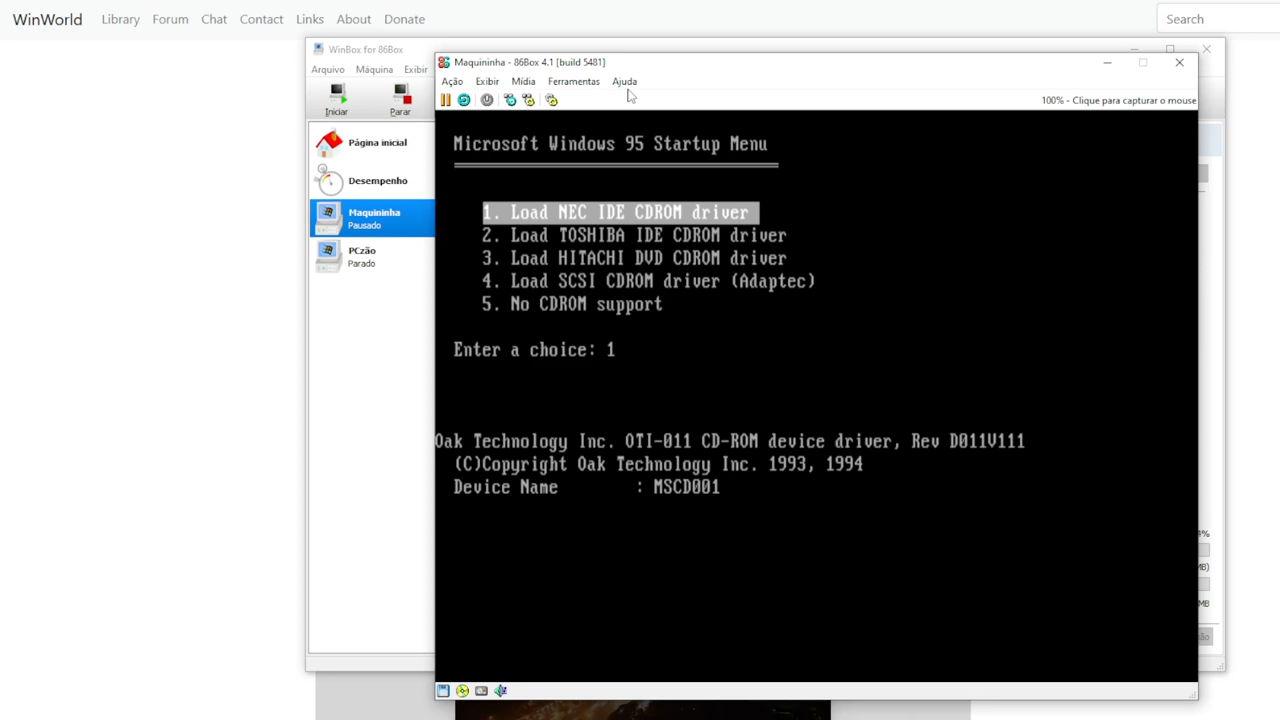 WinWorld Library Forum Chat Contact Links About Donate Search
WinBox for 86Box
Arquivo Máquina Exibir
Iniciar Parar
Página inicial
Desempenho
Maquininha
Pausado
PCzão
Parado
Maquininha - 86Box 4.1 [build 5481]
Ação Exibir Mídia Ferramentas Ajuda
100% - Clique para capturar o mouse
Microsoft Windows 95 Startup Menu
1. Load NEC IDE CDROM driver
2. Load TOSHIBA IDE CDROM driver
3. Load HITACHI DVD CDROM driver
4. Load SCSI CDROM driver (Adaptec)
5. No CDROM support
Enter a choice: 1
Oak Technology Inc. OTI-011 CD-ROM device driver, Rev D011V111
(C)Copyright Oak Technology Inc. 1993, 1994
Device Name : MSCD001
MB)
MB